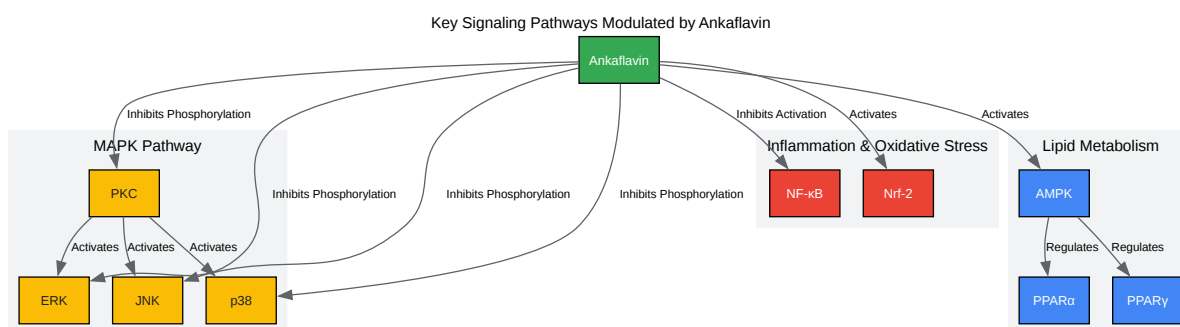 Key Signaling Pathways Modulated by Ankaflavin
Ankaflavin
Inhibits Phosphorylation
Inhibits Activation
Activates
Activates
MAPK Pathway
Inflammation & Oxidative Stress
Lipid Metabolism
PKC
Inhibits Phosphorylation
Inhibits Phosphorylation
Inhibits Phosphorylation
NF-κB
Nrf-2
AMPK
Activates
Activates
Activates
Regulates
Regulates
ERK
JNK
p38
PPARα
PPARγ